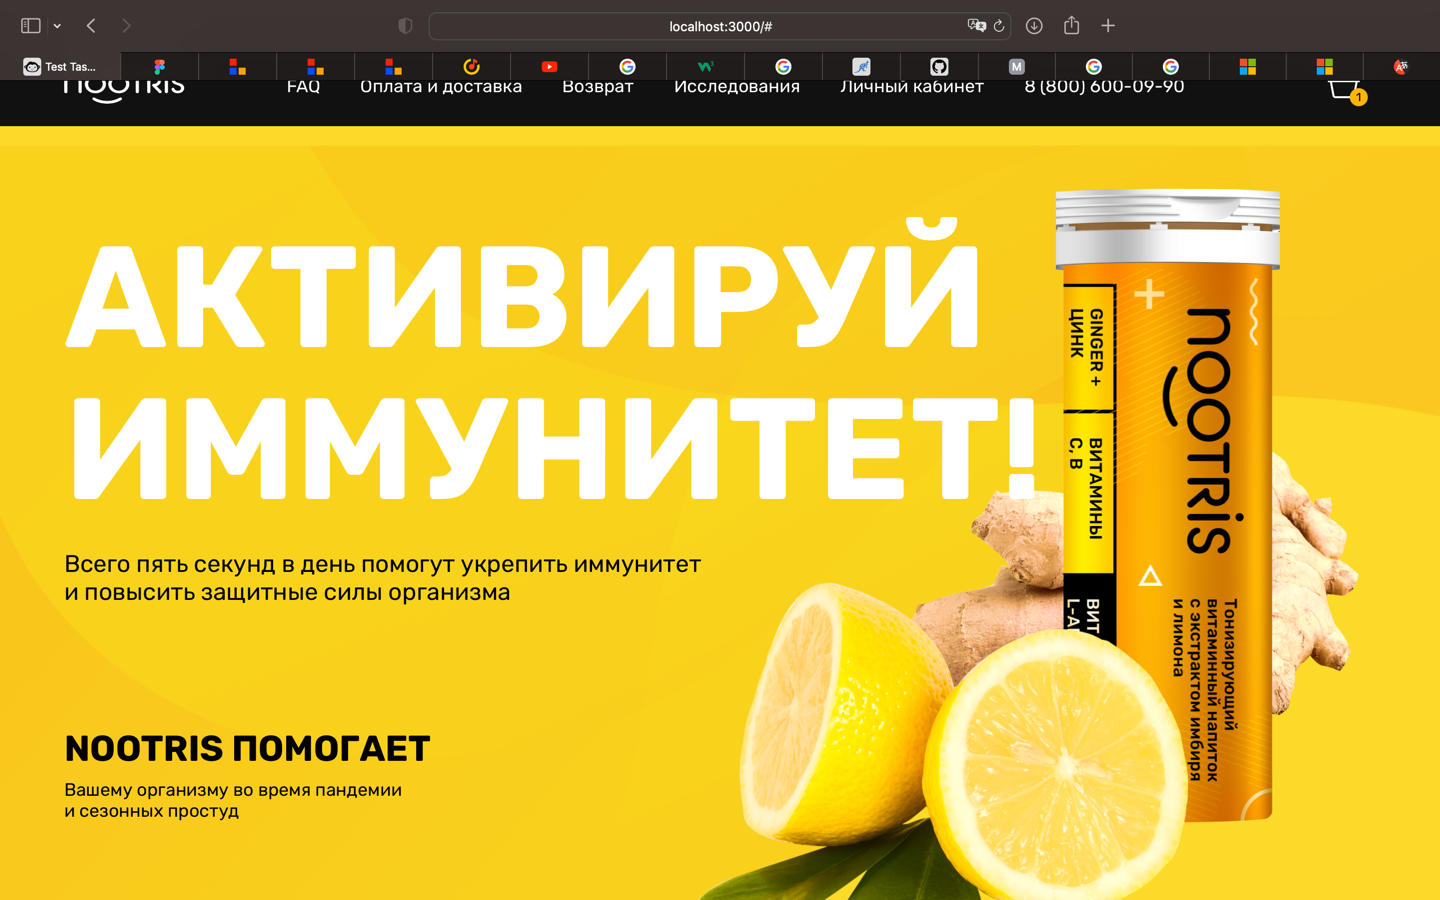 localhost:3000/#
Test Tas...
nOOTRIS
FAQ
Оплата и доставка
Возврат
Исследования
Личный кабинет
8 (800) 600-09-90
1
АКТИВИРУЙ
ИММУНИТЕТ!
Всего пять секунд в день помогут укрепить иммунитет
и повысить защитные силы организма
NOOTRIS ПОМОГАЕТ
Вашему организму во время пандемии
и сезонных простуд
GINGER +
ЦИНК
ВИТАМИНЫ
C, B
nOOTRIS
Тонизирующий
витаминный напиток
с экстрактом имбиря
и лимона